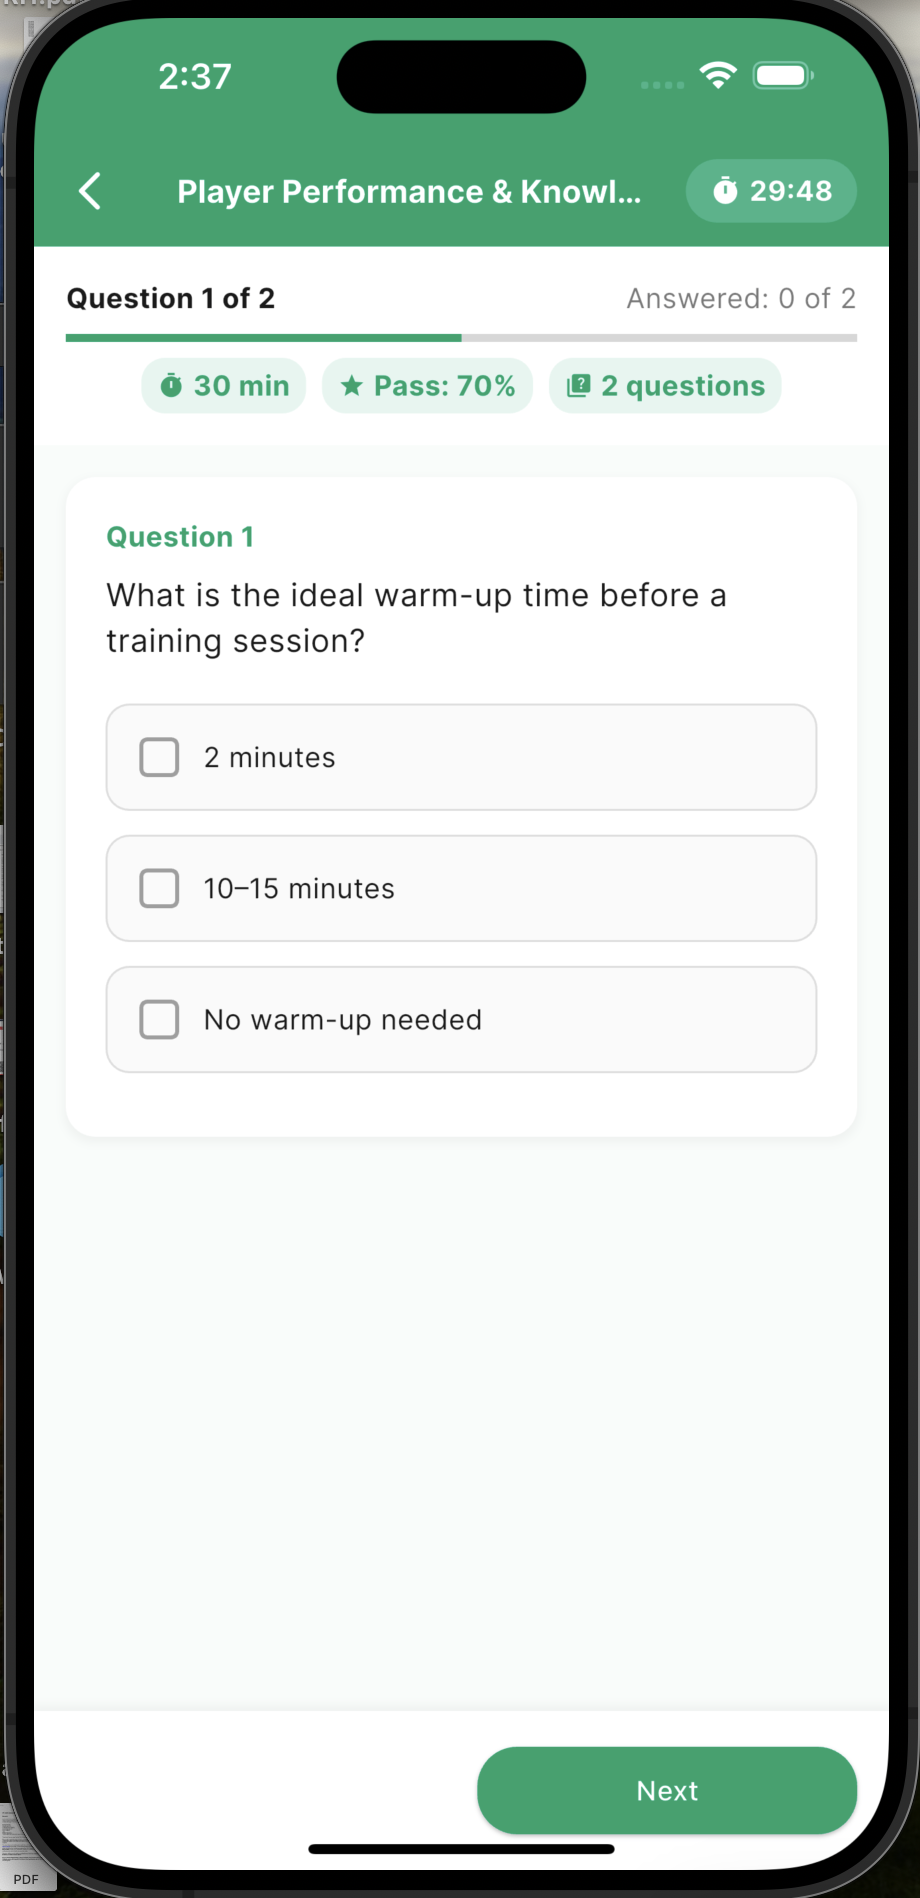 2:37
Player Performance & Knowl...
29:48
Question 1 of 2
Answered: 0 of 2
30 min
Pass: 70%
2 questions
Question 1
What is the ideal warm-up time before a
training session?
2 minutes
10–15 minutes
No warm-up needed
Next
PDF